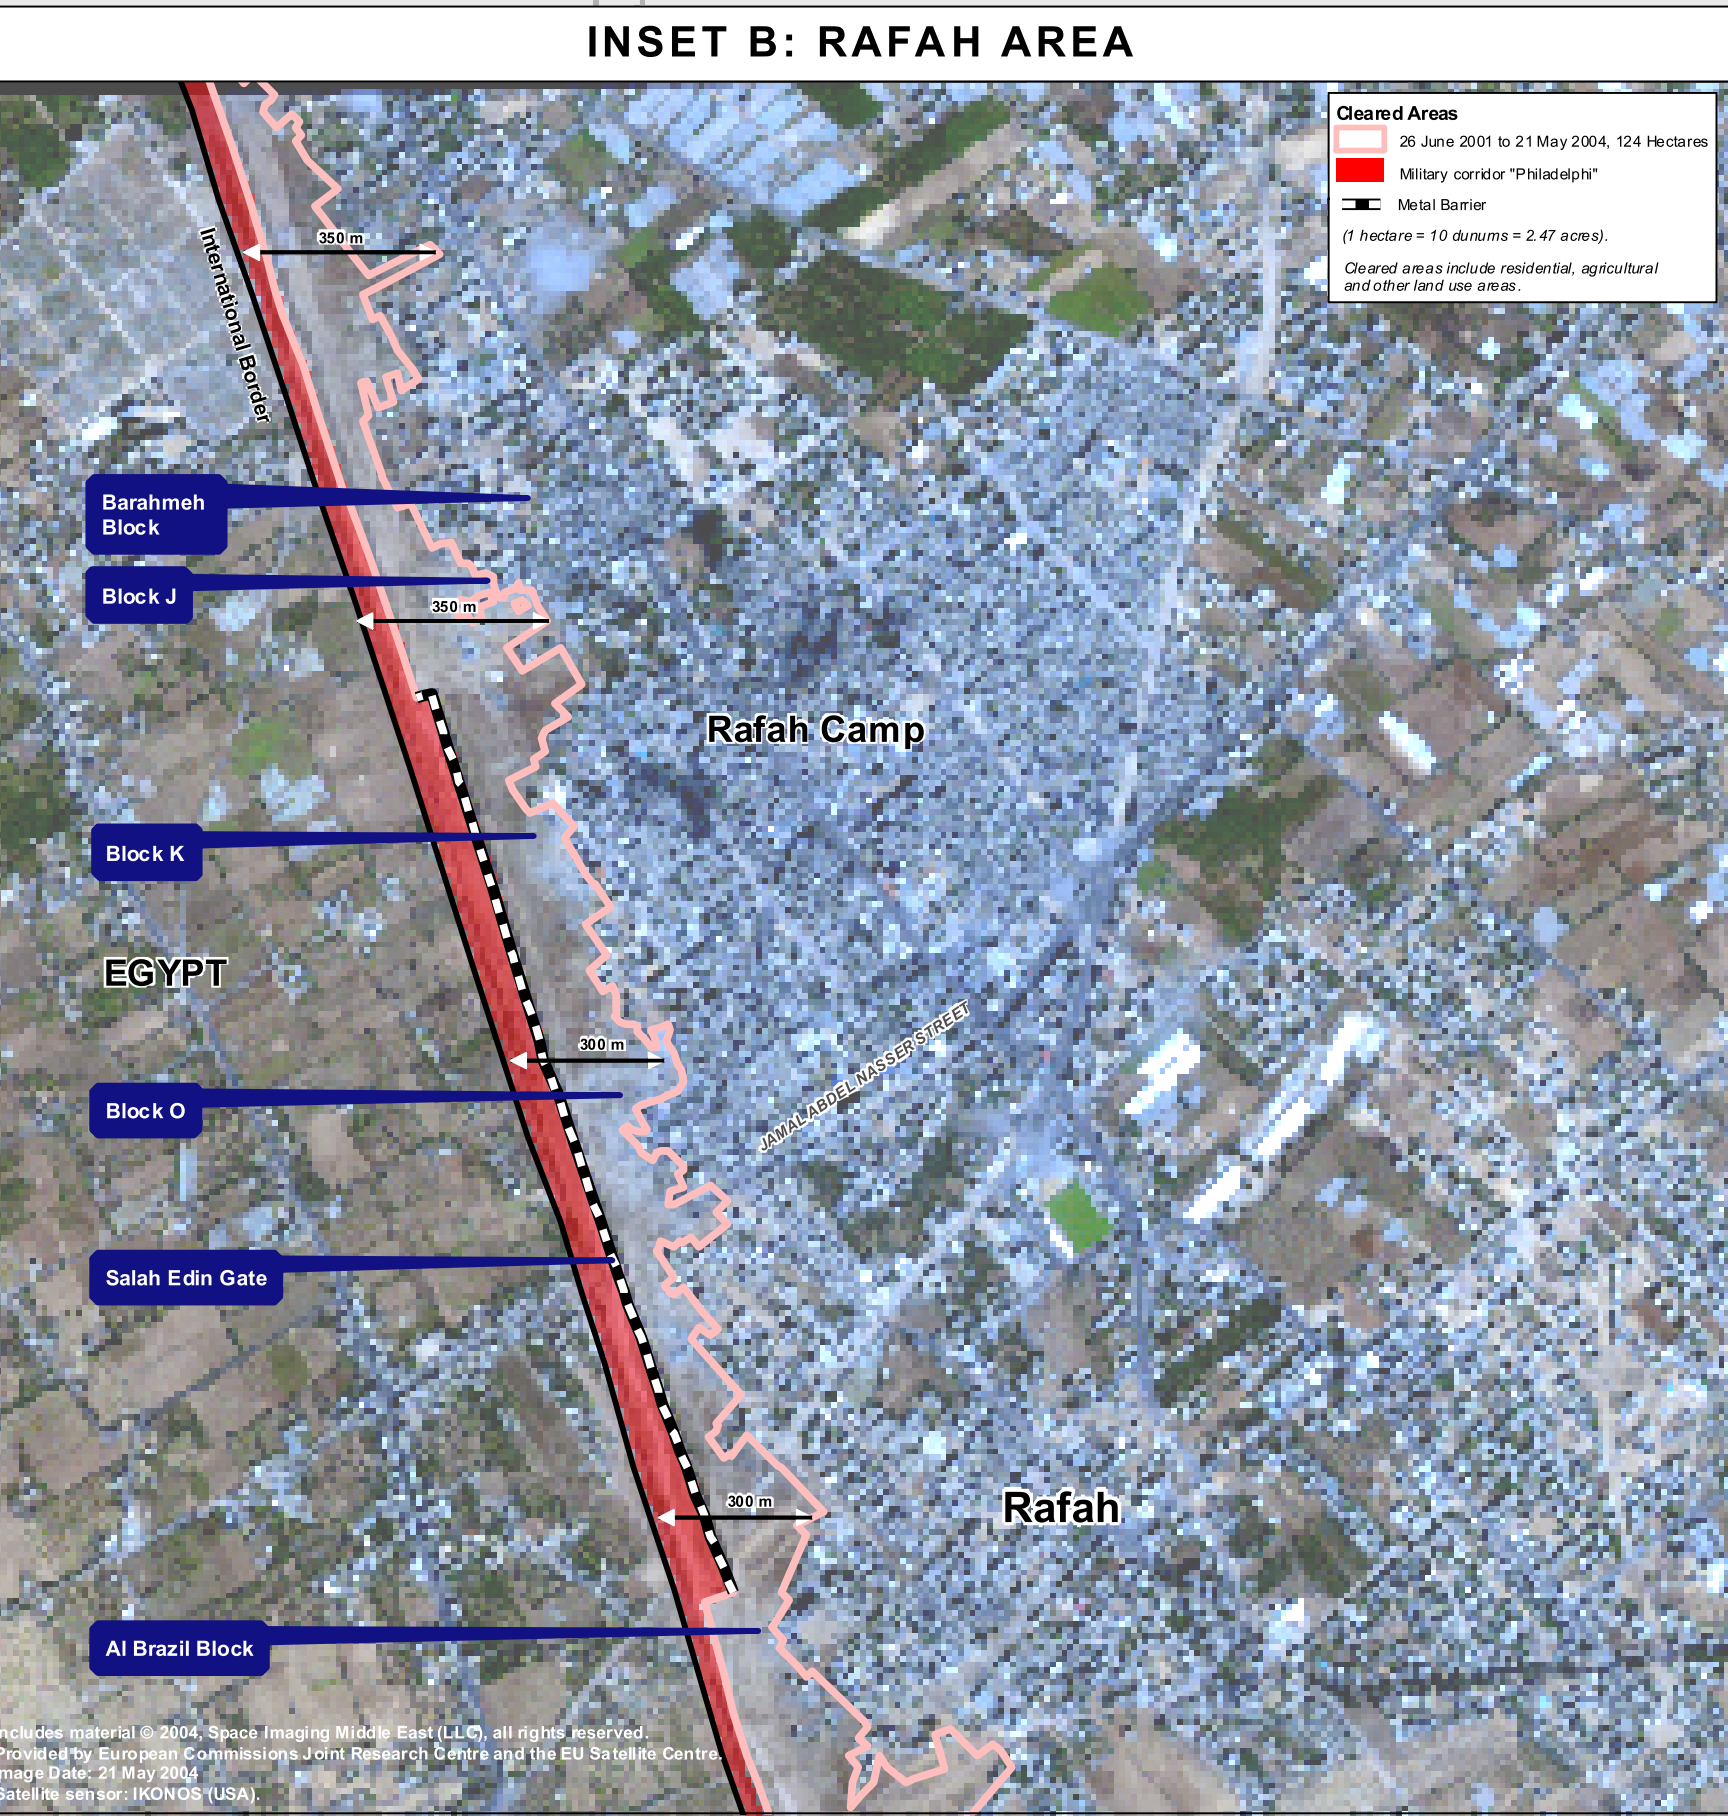 INSET B: RAFAH AREA
Cleared Areas
26 June 2001 to 21 May 2004, 124 Hectares
Military corridor "Philadelphi"
Metal Barrier
(1 hectare = 10 dunums = 2.47 acres).
Cleared areas include residential, agricultural
and other land use areas.
350 m
International Border
Barahmeh
Block
Block J
350 m
Rafah Camp
Block K
EGYPT
JAMAL ABDEL NASSER STREET
300 m
Block O
Salah Edin Gate
300 m
Rafah
Al Brazil Block
ncludes material © 2004, Space Imaging Middle East (LLC), all rights reserved.
Provided by European Commissions Joint Research Centre and the EU Satellite Centre.
mage Date: 21 May 2004
Satellite sensor: IKONOS (USA).